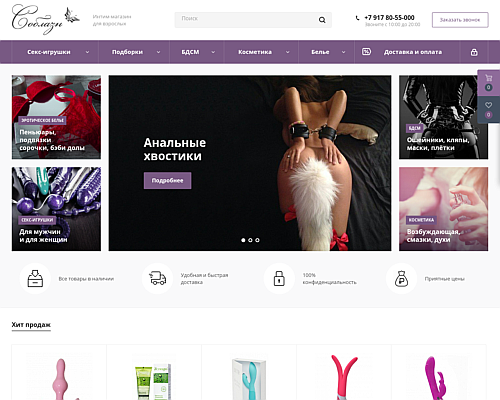 Соблазн
Интим-магазин
для взрослых
Поиск
+7 917 80-55-000
Звоните с 10:00 до 20:00
Заказать звонок
Секс-игрушки
Подборки
БДСМ
Косметика
Белье
Доставка и оплата
ЭРОТИЧЕСКОЕ БЕЛЬЕ
Пеньюары,
подвязки
сорочки, бэби долы
Анальные
хвостики
Подробнее
БДСМ
Ошейники, кляпы,
маски, плётки
0
0
СЕКС-ИГРУШКИ
Для мужчин
и для женщин
КОСМЕТИКА
Возбуждающая,
смазки, духи
Все товары в наличии
Удобная и быстрая
доставка
100%
конфиденциальность
Приятные цены
Хит продаж